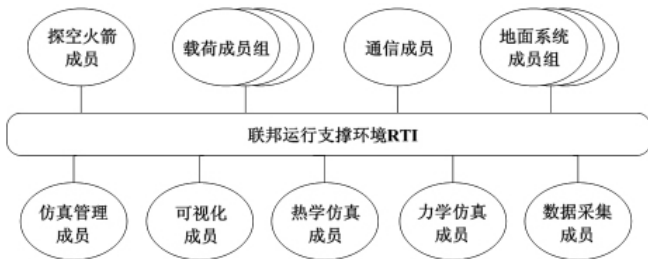 探空火箭
成员
载荷成员组
通信成员
地面系统
成员组
联邦运行支撑环境RTI
仿真管理
成员
可视化
成员
热学仿真
成员
力学仿真
成员
数据采集
成员